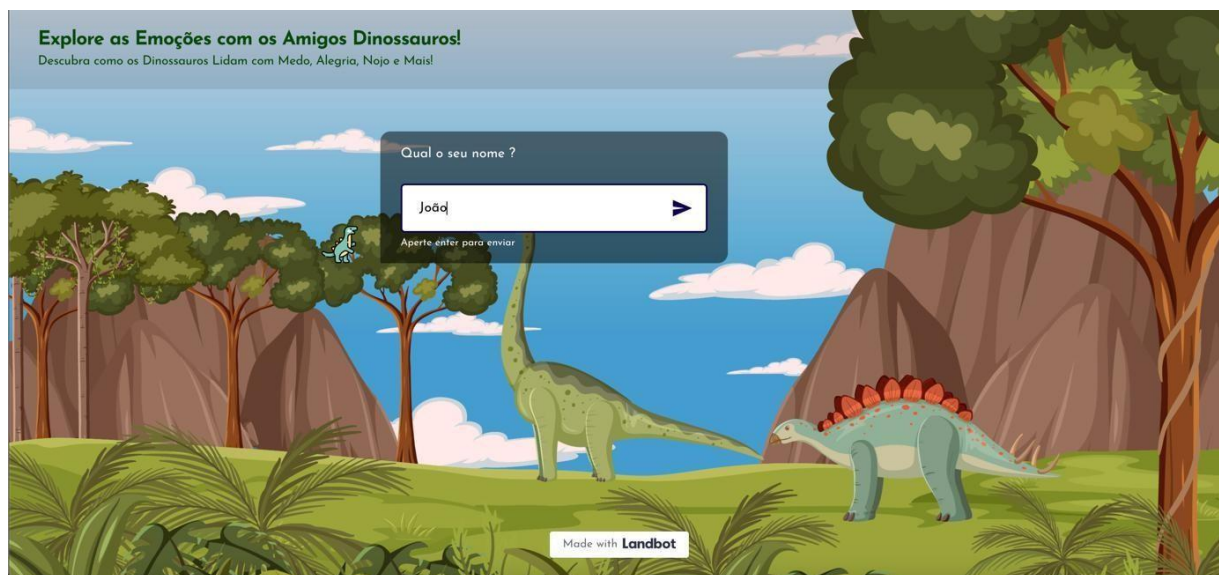 Explore as Emoções com os Amigos Dinossauros!
Descubra como os Dinossauros Lidam com Medo, Alegria, Nojo e Mais!
Qual o seu nome ?
João
Aperte enter para enviar
Made with Landbot